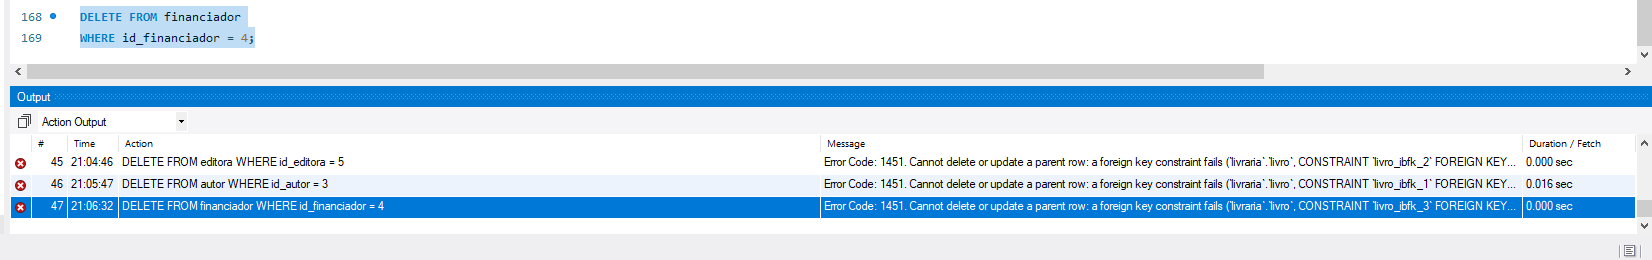 168 DELETE FROM financiador
169 WHERE id_financiador = 4;
Output
Action Output
# Time Action Message Duration / Fetch
45 21:04:46 DELETE FROM editora WHERE id_editora = 5 Error Code: 1451. Cannot delete or update a parent row: a foreign key constraint fails (`livraria`.`livro`, CONSTRAINT `livro_ibfk_2` FOREIGN KEY... 0.000 sec
46 21:05:47 DELETE FROM autor WHERE id_autor = 3 Error Code: 1451. Cannot delete or update a parent row: a foreign key constraint fails (`livraria`.`livro`, CONSTRAINT `livro_ibfk_1` FOREIGN KEY... 0.016 sec
47 21:06:32 DELETE FROM financiador WHERE id_financiador = 4 Error Code: 1451. Cannot delete or update a parent row: a foreign key constraint fails (`livraria`.`livro`, CONSTRAINT `livro_ibfk_3` FOREIGN KEY... 0.000 sec